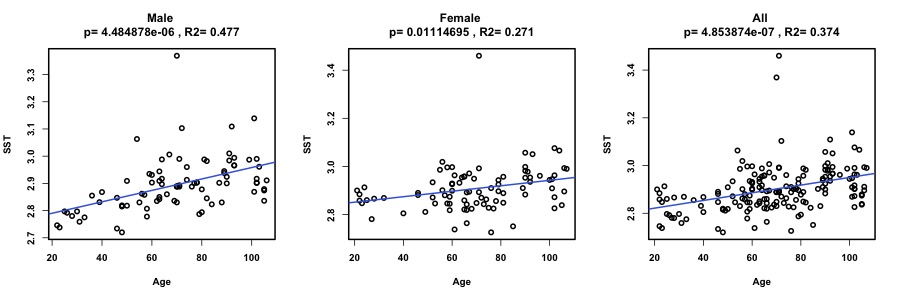 Male
p= 4.484878e-06 , R2= 0.477
SST
3.3
3.2
3.1
3.0
2.9
2.8
2.7
20 40 60 80 100
Age
Female
p= 0.01114695 , R2= 0.271
SST
3.4
3.2
3.0
2.8
20 40 60 80 100
Age
All
p= 4.853874e-07 , R2= 0.374
SST
3.4
3.2
3.0
2.8
20 40 60 80 100
Age